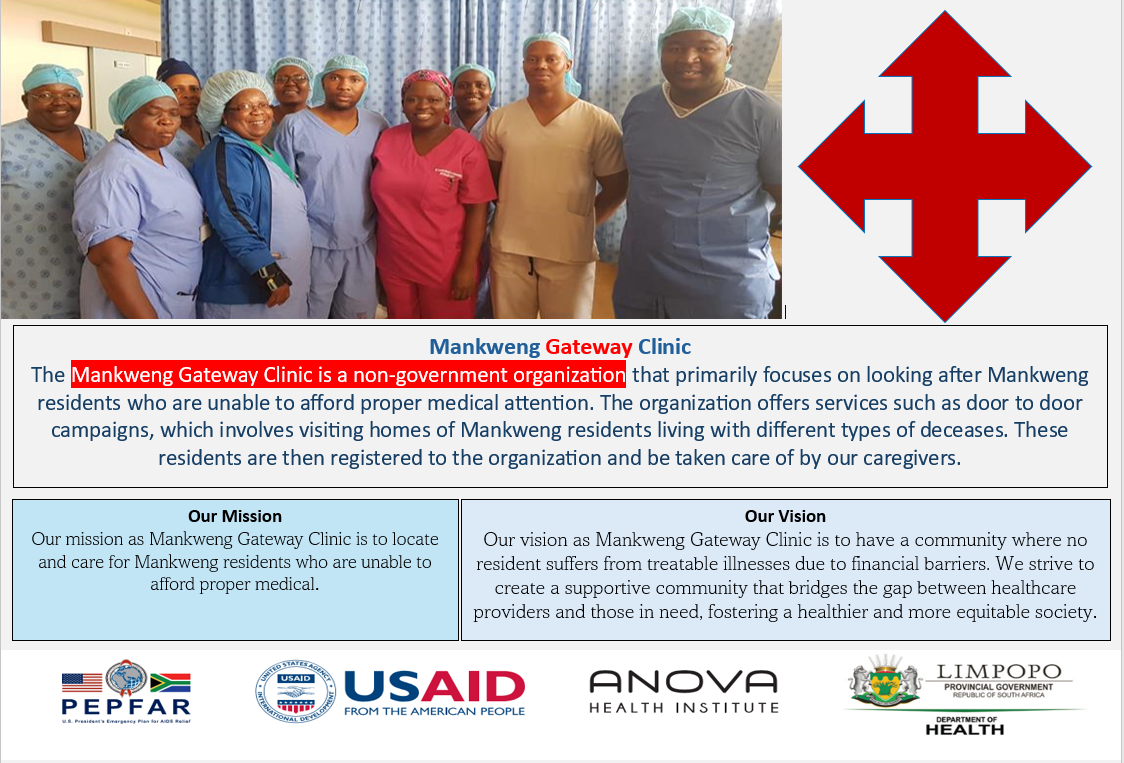 Mankweng Gateway Clinic
The Mankweng Gateway Clinic is a non-government organization that primarily focuses on looking after Mankweng
residents who are unable to afford proper medical attention. The organization offers services such as door to door
campaigns, which involves visiting homes of Mankweng residents living with different types of deceases. These
residents are then registered to the organization and be taken care of by our caregivers.
Our Mission
Our mission as Mankweng Gateway Clinic is to locate
and care for Mankweng residents who are unable to
afford proper medical.
Our Vision
Our vision as Mankweng Gateway Clinic is to have a community where no
resident suffers from treatable illnesses due to financial barriers. We strive to
create a supportive community that bridges the gap between healthcare
providers and those in need, fostering a healthier and more equitable society.
PEPFAR
U.S. President's Emergency Plan for AIDS Relief
UNITED STATES AGENCY
USAID
INTERNATIONAL DEVELOPMENT
USAID
FROM THE AMERICAN PEOPLE
ANOVA
HEALTH INSTITUTE
LIMPOPO
PROVINCIAL GOVERNMENT
REPUBLIC OF SOUTH AFRICA
DEPARTMENT OF
HEALTH